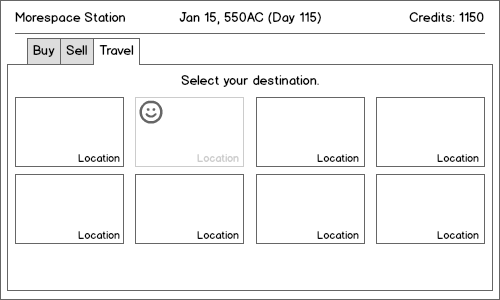 Morespace Station Jan 15, 550AC (Day 115) Credits: 1150
Buy Sell Travel
Select your destination.
Location Location Location Location
Location Location Location Location